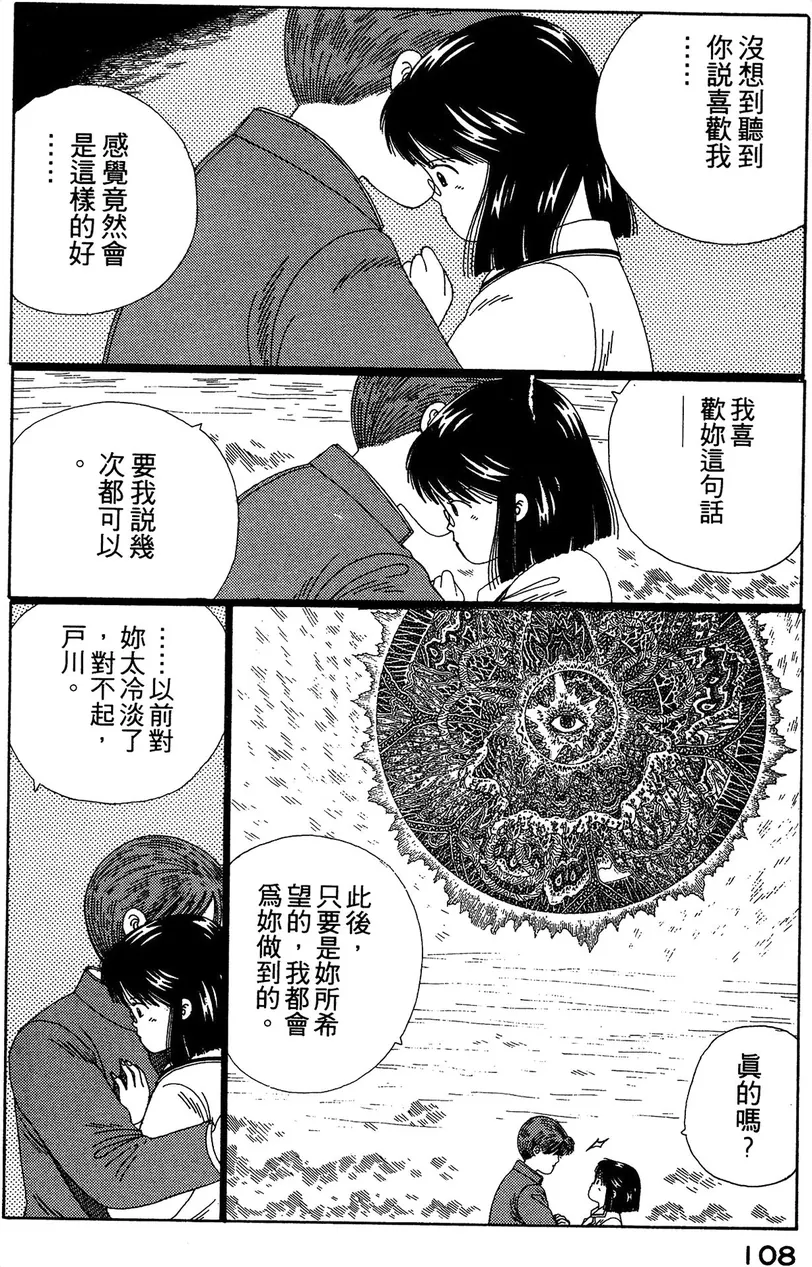 沒想到聽到
你説喜歡我
……
感覺竟然會
是這樣的好
……
我喜
歡妳這句話
——
要我説幾
次都可以
。
……以前對
妳太冷淡了
，對不起，
戸川。
此後，
只要是妳所希
望的，我都會
爲妳做到的。
眞的嗎？
108